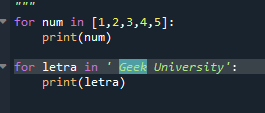 """
for num in [1,2,3,4,5]:
    print(num)
for letra in ' Geek University':
    print(letra)